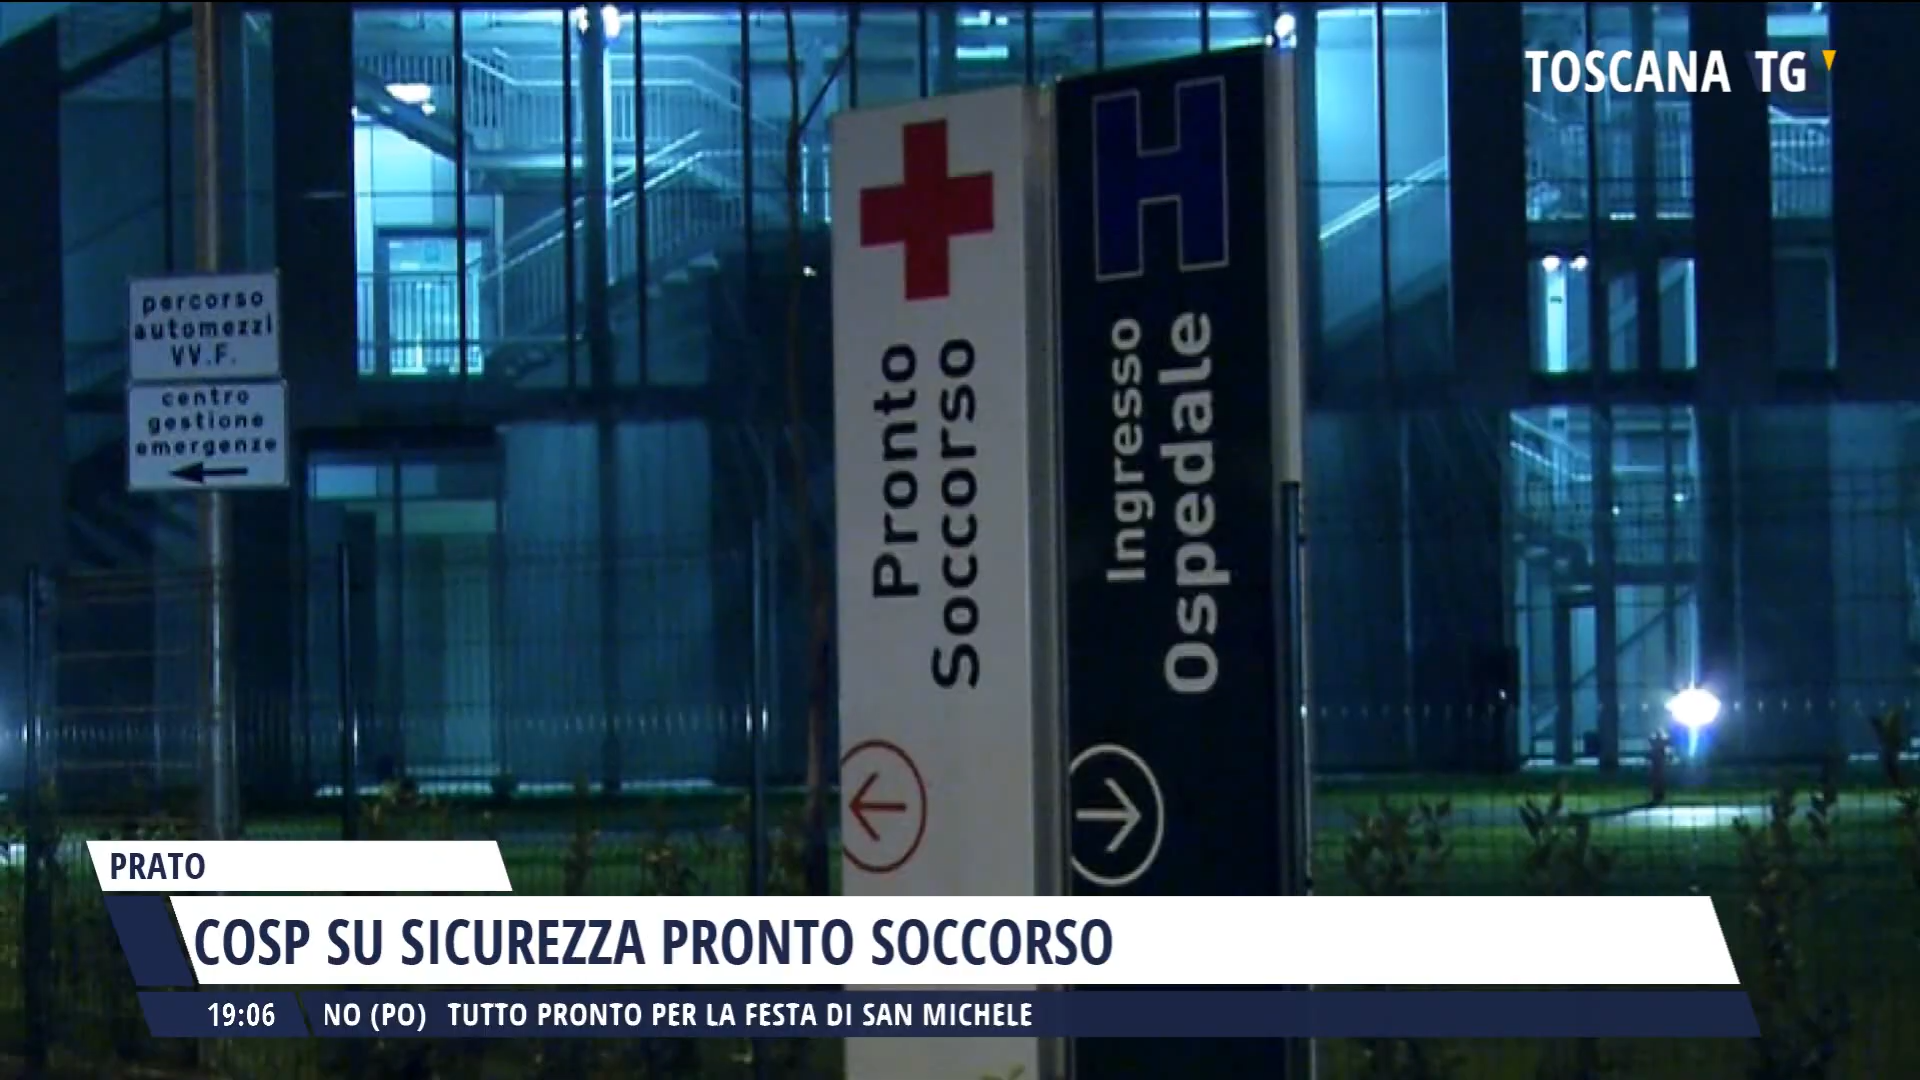 TOSCANA TG
percorso
automezzi
VV.F.
centro
gestione
emergenze
Pronto
Soccorso
H
Ingresso
Ospedale
PRATO
COSP SU SICUREZZA PRONTO SOCCORSO
19:06 NO (PO) TUTTO PRONTO PER LA FESTA DI SAN MICHELE